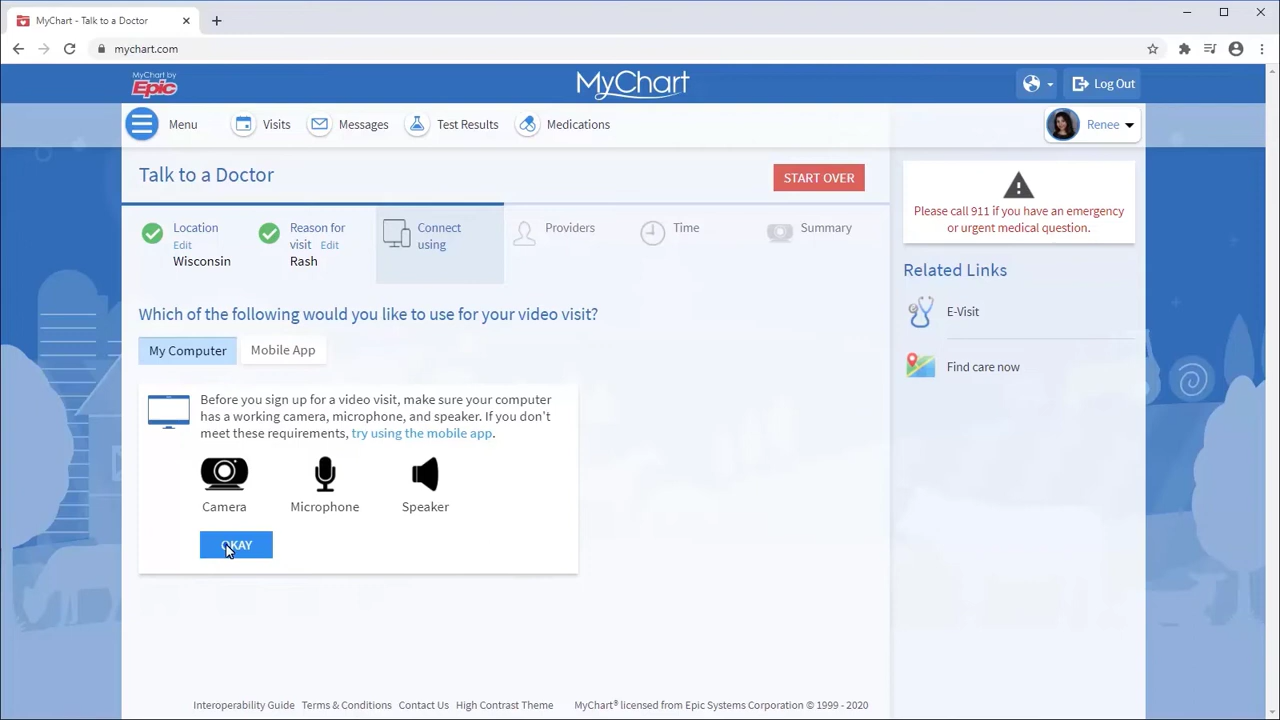 MyChart - Talk to a Doctor
mychart.com
MyChart by
Epic
MyChart
Log Out
Menu
Visits
Messages
Test Results
Medications
Renee
Talk to a Doctor
START OVER
Location
Edit
Wisconsin
Reason for
visit Edit
Rash
Connect
using
Providers
Time
Summary
Which of the following would you like to use for your video visit?
My Computer
Mobile App
Before you sign up for a video visit, make sure your computer
has a working camera, microphone, and speaker. If you don't
meet these requirements, try using the mobile app.
Camera
Microphone
Speaker
OKAY
Please call 911 if you have an emergency
or urgent medical question.
Related Links
E-Visit
Find care now
Interoperability Guide
Terms & Conditions
Contact Us
High Contrast Theme
MyChart® licensed from Epic Systems Corporation © 1999 - 2020